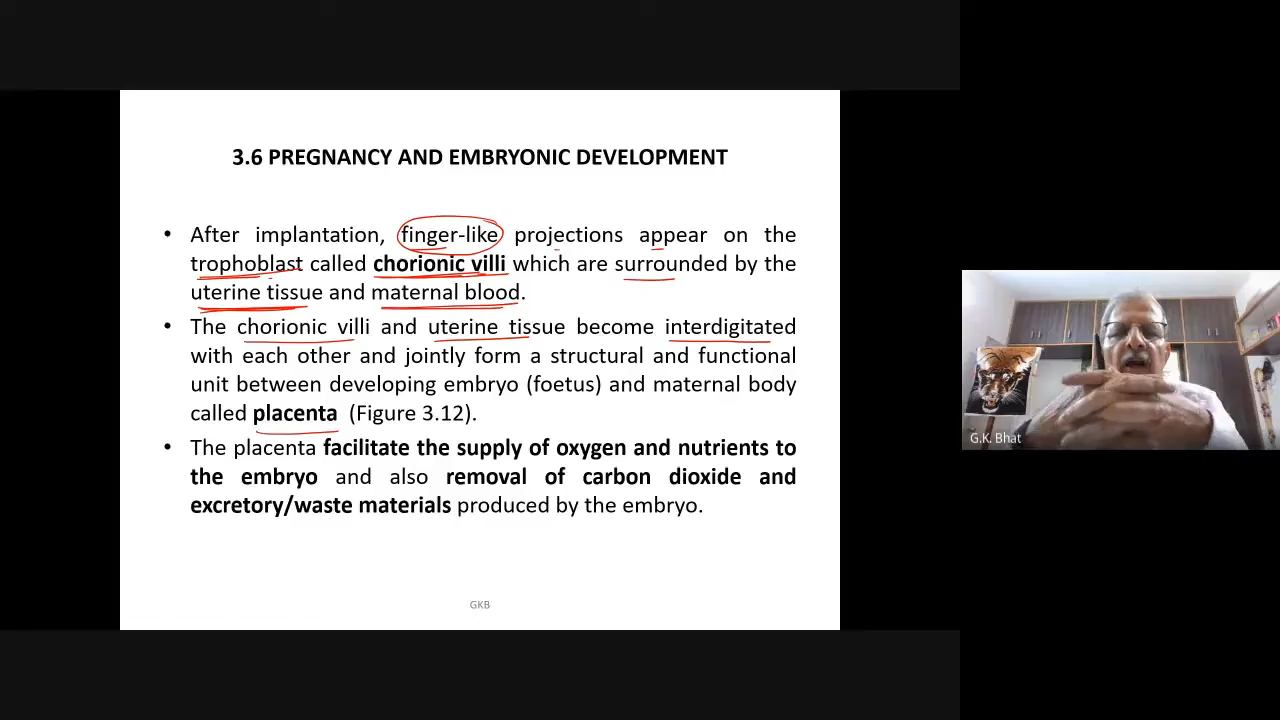 3.6 PREGNANCY AND EMBRYONIC DEVELOPMENT
• After implantation, finger-like projections appear on the
trophoblast called chorionic villi which are surrounded by the
uterine tissue and maternal blood.
• The chorionic villi and uterine tissue become interdigitated
with each other and jointly form a structural and functional
unit between developing embryo (foetus) and maternal body
called placenta (Figure 3.12).
• The placenta facilitate the supply of oxygen and nutrients to
the embryo and also removal of carbon dioxide and
excretory/waste materials produced by the embryo.
GKB
G.K. Bhat